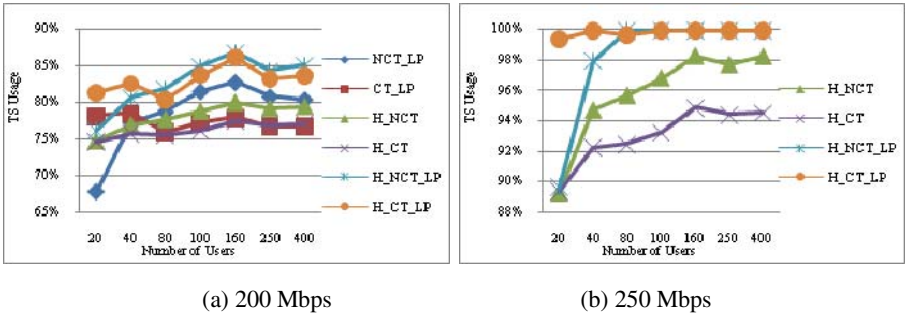 90%
85%
80%
75%
70%
65%
TS Usage
20 40 80 100 160 250 400
Number of Users
NCT_LP
CT_LP
H_NCT
H_CT
H_NCT_LP
H_CT_LP
100%
98%
96%
94%
92%
90%
88%
TS Usage
20 40 80 100 160 250 400
Number of Users
H_NCT
H_CT
H_NCT_LP
H_CT_LP
(a) 200 Mbps
(b) 250 Mbps